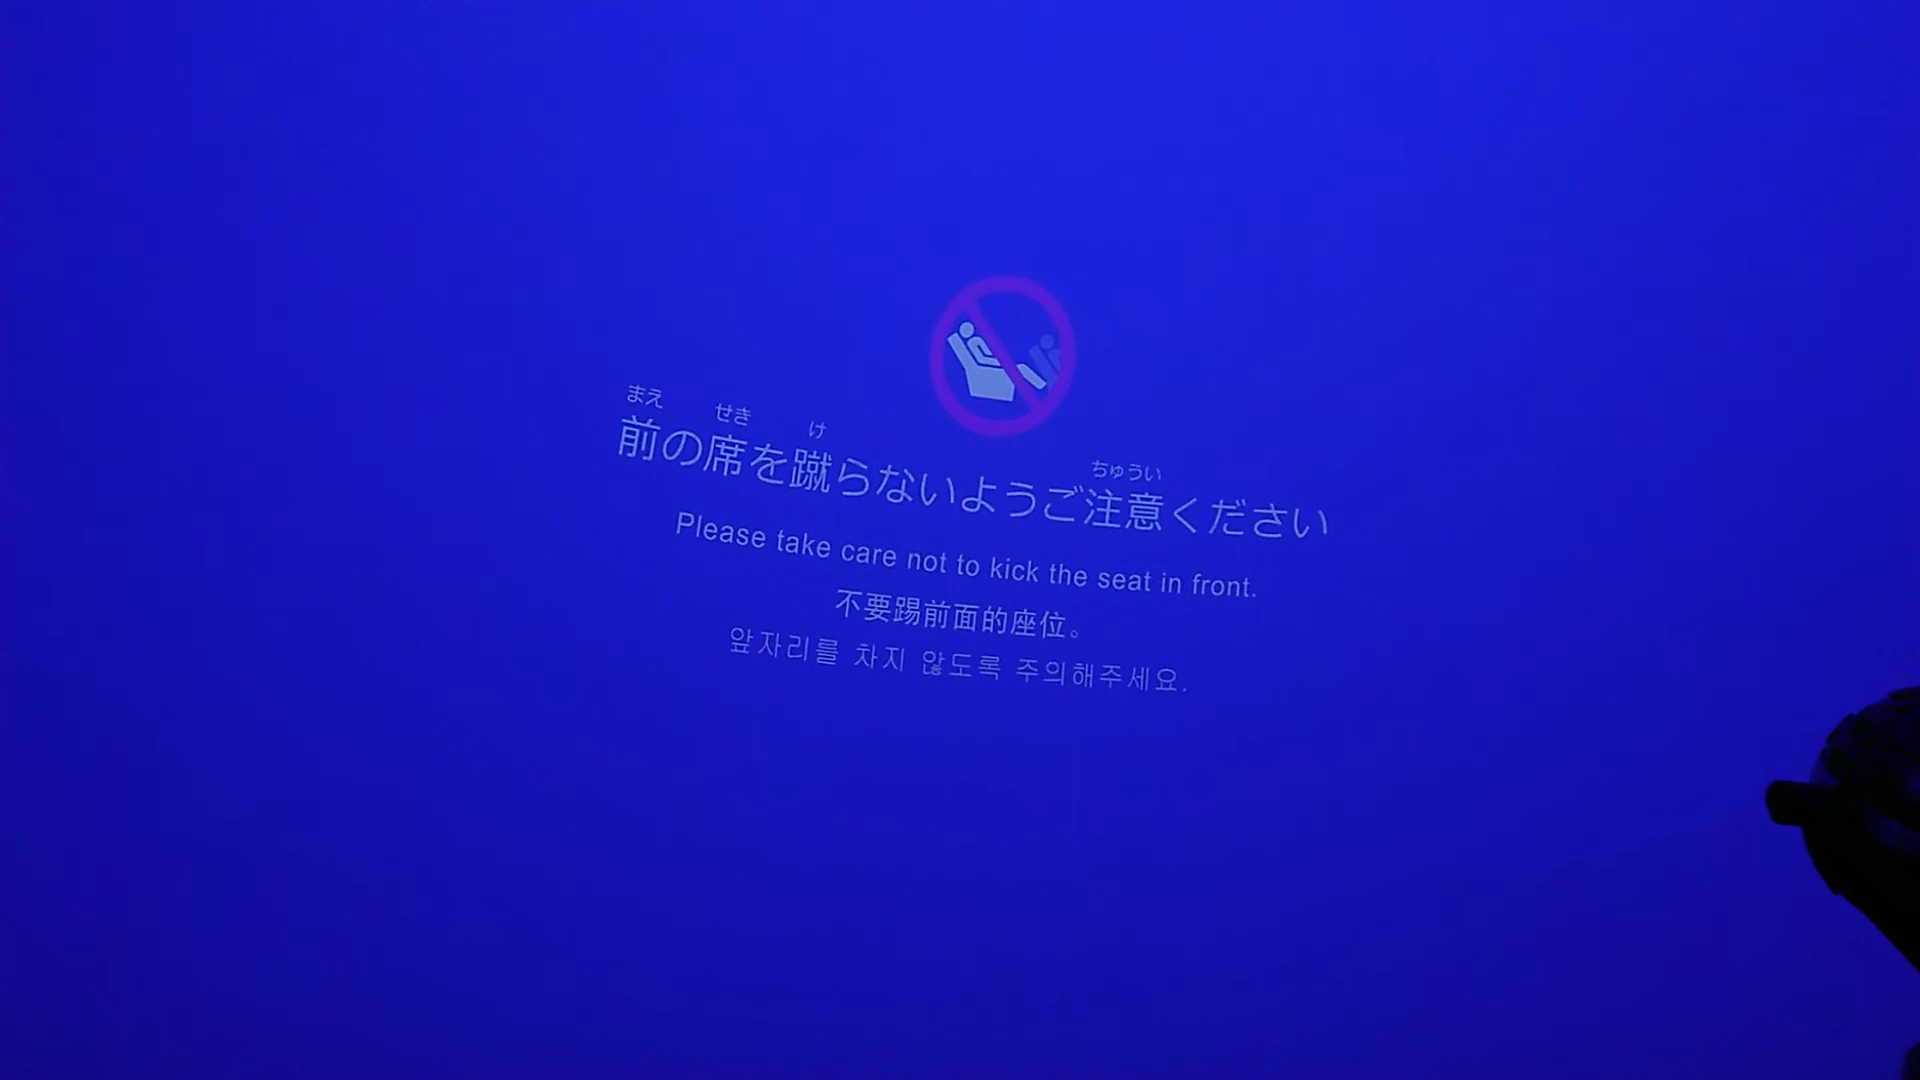 まえ せき け ちゅうい
前の席を蹴らないようご注意ください
Please take care not to kick the seat in front.
不要踢前面的座位。
앞자리를 차지 않도록 주의해주세요.